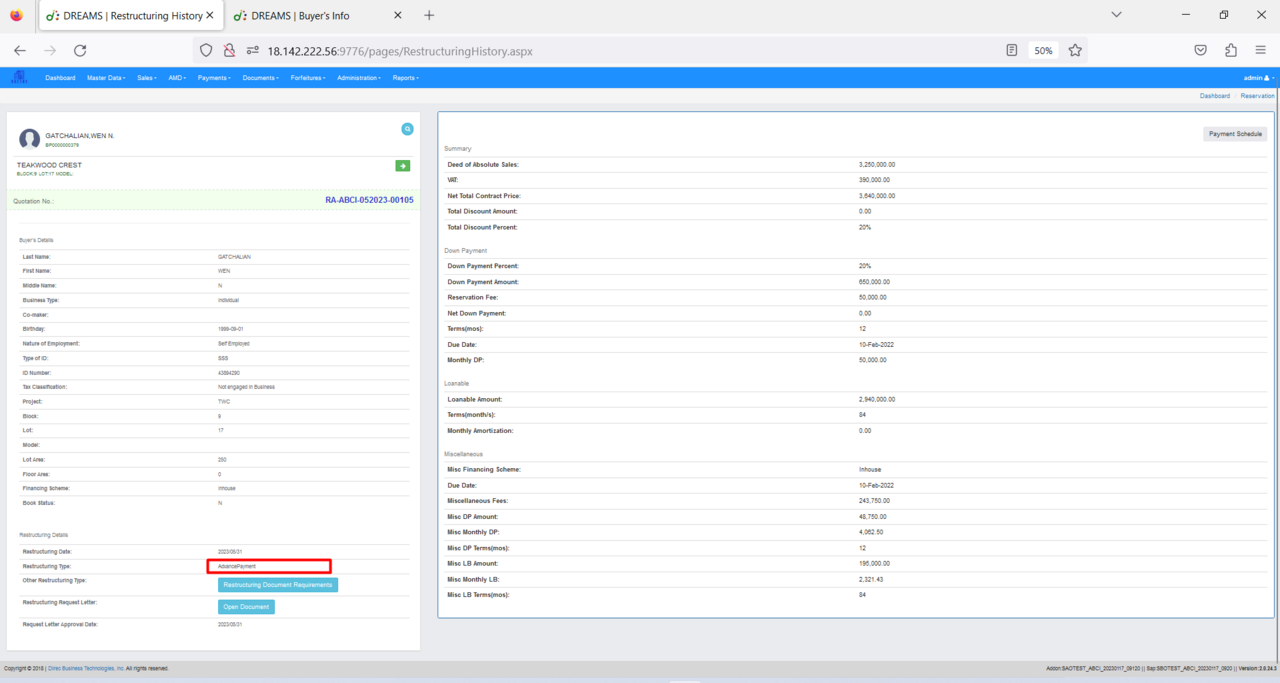 DREAMS | Restructuring History
DREAMS | Buyer's Info
18.142.222.56:9776/pages/RestructuringHistory.aspx
50%
Dashboard Master Data Sales AMD Payments Documents Forfeitures Administration Reports
admin
Dashboard / Reservation
GATCHALIAN,WEN N.
BP0000000379
TEAKWOOD CREST
BLOCK:9 LOT:17 MODEL:
Quotation No.: RA-ABCI-052023-00105
Buyer's Details
Last Name: GATCHALIAN
First Name: WEN
Middle Name: N
Business Type: Individual
Co-maker:
Birthday: 1999-09-01
Nature of Employment: Self Employed
Type of ID: SSS
ID Number: 43894290
Tax Classification: Not engaged in Business
Project: TWC
Block: 9
Lot: 17
Model:
Lot Area: 250
Floor Area: 0
Financing Scheme: Inhouse
Book Status: N
Restructuring Details
Restructuring Date: 2023/05/01
Restructuring Type: AdvancePayment
Other Restructuring Type: Restructuring Document Requirements
Restructuring Request Letter: Open Document
Request Letter Approval Date: 2023/05/01
Payment Schedule
Summary
Deed of Absolute Sales: 3,250,000.00
VAT: 390,000.00
Net Total Contract Price: 3,640,000.00
Total Discount Amount: 0.00
Total Discount Percent: 20%
Down Payment
Down Payment Percent: 20%
Down Payment Amount: 650,000.00
Reservation Fee: 50,000.00
Net Down Payment: 0.00
Terms(mos): 12
Due Date: 10-Feb-2022
Monthly DP: 50,000.00
Loanable
Loanable Amount: 2,940,000.00
Terms(month/s): 84
Monthly Amortization: 0.00
Miscellaneous
Misc Financing Scheme: Inhouse
Due Date: 10-Feb-2022
Miscellaneous Fees: 243,750.00
Misc DP Amount: 48,750.00
Misc Monthly DP: 4,062.50
Misc DP Terms(mos): 12
Misc LB Amount: 195,000.00
Misc Monthly LB: 2,321.43
Misc LB Terms(mos): 84
Copyright © 2018 | Direc Business Technologies, Inc. All rights reserved.
Addon:SAOTEST_ABCI_20230117_09120 || Sap:SBOTEST_ABCI_20230117_0920 || Version:2.0.24.3